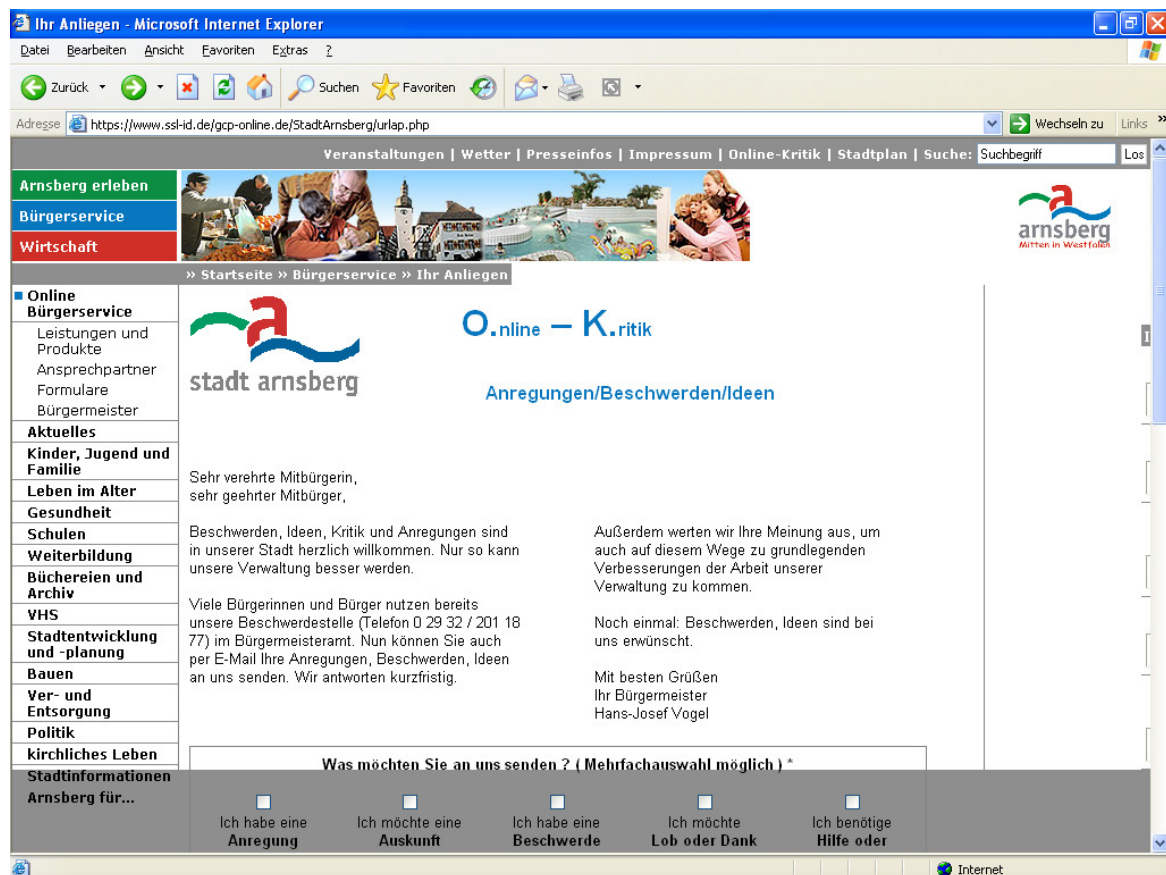 Ihr Anliegen - Microsoft Internet Explorer
Datei Bearbeiten Ansicht Favoriten Extras ?
Zurück Suchen Favoriten
Adresse https://www.ssl-id.de/gcp-online.de/StadtArnsberg/urlap.php Wechseln zu Links »
Veranstaltungen | Wetter | Presseinfos | Impressum | Online-Kritik | Stadtplan | Suche: Suchbegriff Los
Arnsberg erleben
Bürgerservice
Wirtschaft
arnsberg
Mitten in Westfalen
» Startseite » Bürgerservice » Ihr Anliegen
Online
Bürgerservice
Leistungen und
Produkte
Ansprechpartner
Formulare
Bürgermeister
Aktuelles
Kinder, Jugend und
Familie
Leben im Alter
Gesundheit
Schulen
Weiterbildung
Büchereien und
Archiv
VHS
Stadtentwicklung
und -planung
Bauen
Ver- und
Entsorgung
Politik
kirchliches Leben
Stadtinformationen
Arnsberg für...
stadt arnsberg
O.nline – K.ritik
Anregungen/Beschwerden/Ideen
Sehr verehrte Mitbürgerin,
sehr geehrter Mitbürger,
Beschwerden, Ideen, Kritik und Anregungen sind
in unserer Stadt herzlich willkommen. Nur so kann
unsere Verwaltung besser werden.
Viele Bürgerinnen und Bürger nutzen bereits
unsere Beschwerdestelle (Telefon 0 29 32 / 201 18
77) im Bürgermeisteramt. Nun können Sie auch
per E-Mail Ihre Anregungen, Beschwerden, Ideen
an uns senden. Wir antworten kurzfristig.
Außerdem werten wir Ihre Meinung aus, um
auch auf diesem Wege zu grundlegenden
Verbesserungen der Arbeit unserer
Verwaltung zu kommen.
Noch einmal: Beschwerden, Ideen sind bei
uns erwünscht.
Mit besten Grüßen
Ihr Bürgermeister
Hans-Josef Vogel
Was möchten Sie an uns senden ? ( Mehrfachauswahl möglich ) *
Ich habe eine
Anregung
Ich möchte eine
Auskunft
Ich habe eine
Beschwerde
Ich möchte
Lob oder Dank
Ich benötige
Hilfe oder
Internet